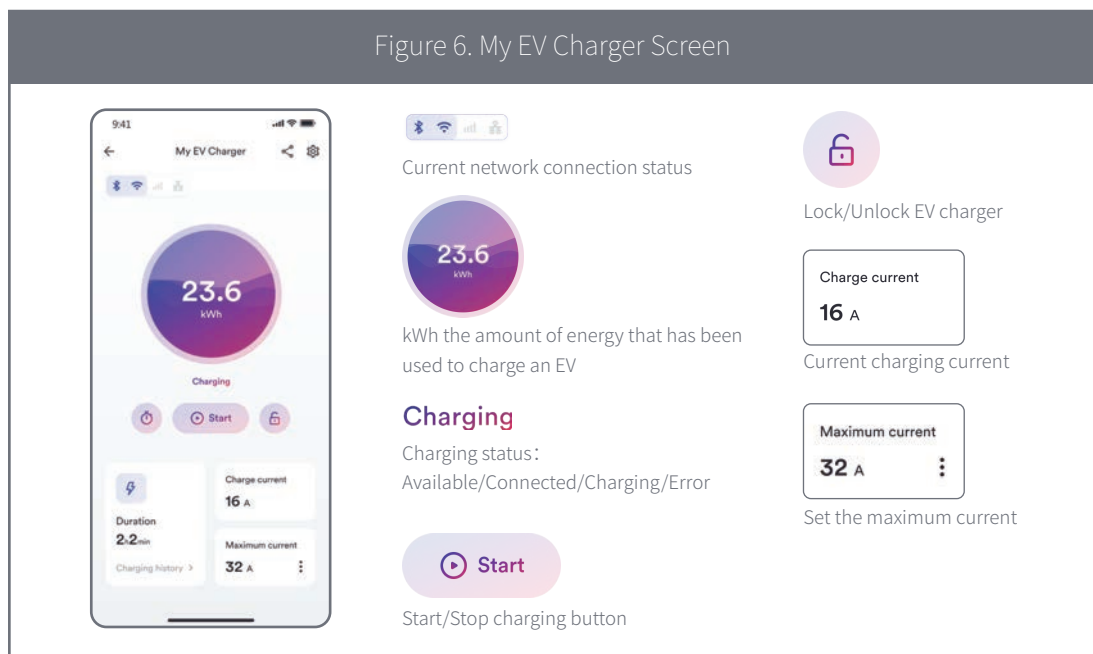 Figure 6. My EV Charger Screen
9:41
My EV Charger
23.6
kWh
Charging
Start
Duration
2h2min
Charging history >
Charge current
16 A
Maximum current
32 A
Current network connection status
23.6
kWh
kWh the amount of energy that has been
used to charge an EV
Charging
Charging status:
Available/Connected/Charging/Error
Start
Start/Stop charging button
Lock/Unlock EV charger
Charge current
16 A
Current charging current
Maximum current
32 A
Set the maximum current